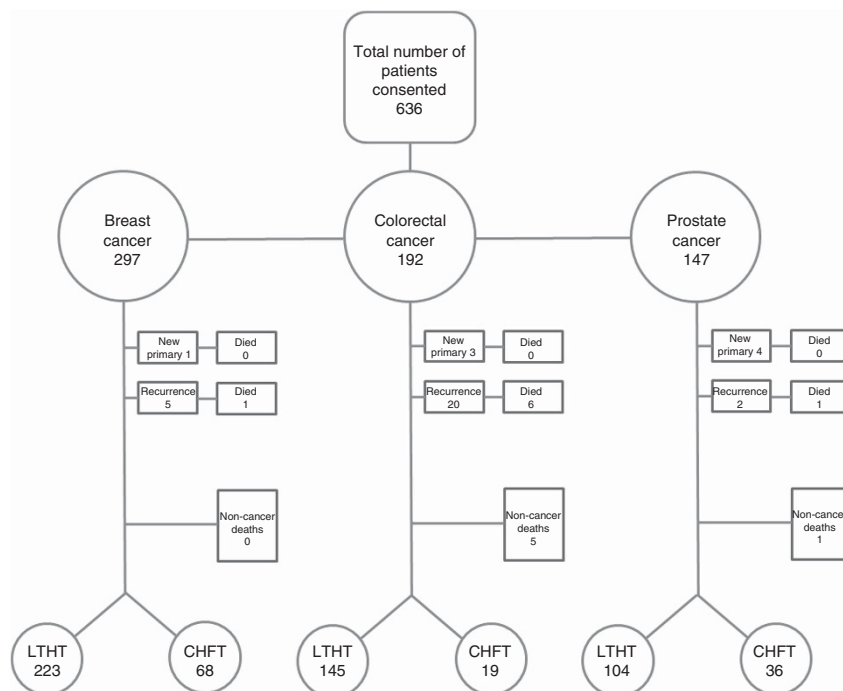 Total number of
patients
consented
636
Breast
cancer
297
Colorectal
cancer
192
Prostate
cancer
147
New
primary 1
Died
0
New
primary 3
Died
0
New
primary 4
Died
0
Recurrence
5
Died
1
Recurrence
20
Died
6
Recurrence
2
Died
1
Non-cancer
deaths
0
Non-cancer
deaths
5
Non-cancer
deaths
1
LTHT
223
CHFT
68
LTHT
145
CHFT
19
LTHT
104
CHFT
36